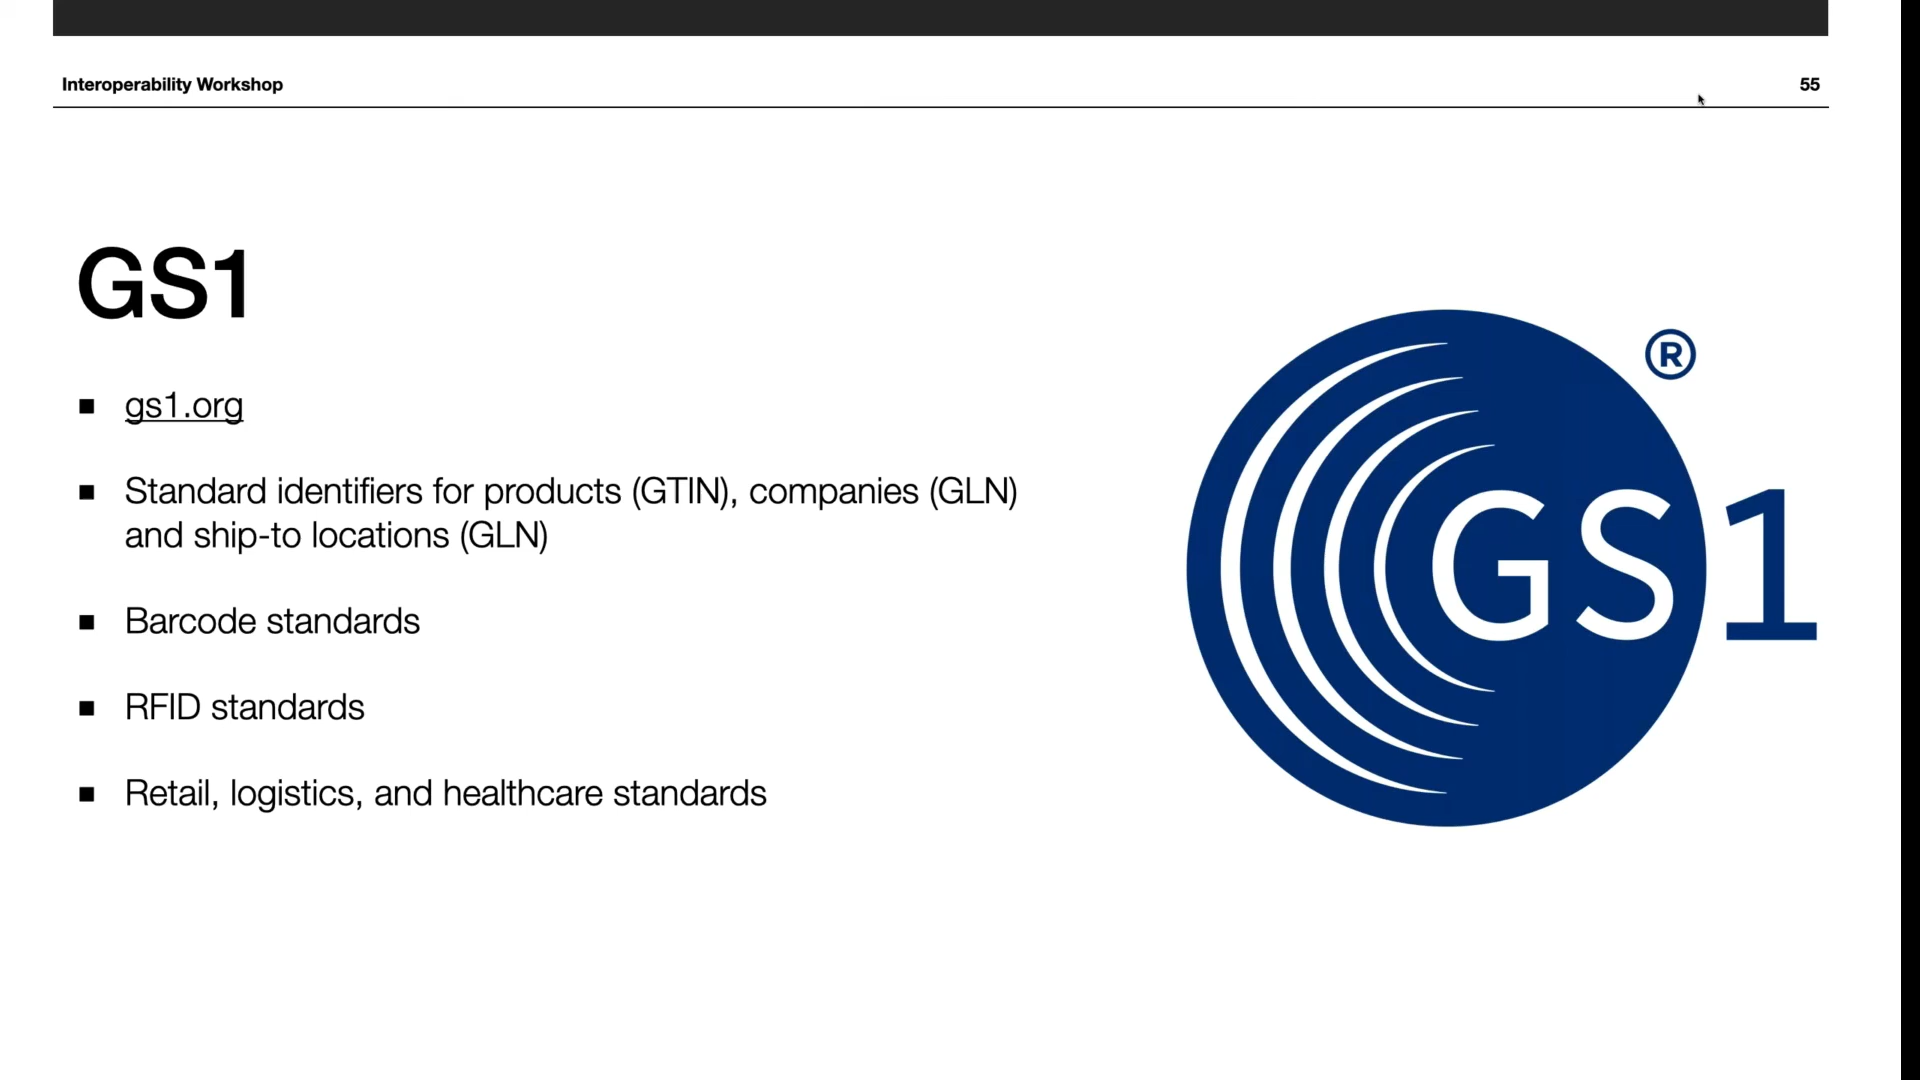 Interoperability Workshop
55
GS1
gs1.org
Standard identifiers for products (GTIN), companies (GLN)
and ship-to locations (GLN)
Barcode standards
RFID standards
Retail, logistics, and healthcare standards
®
GS1